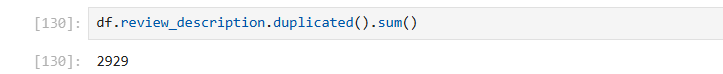 [130]: df.review_description.duplicated().sum()
[130]: 2929